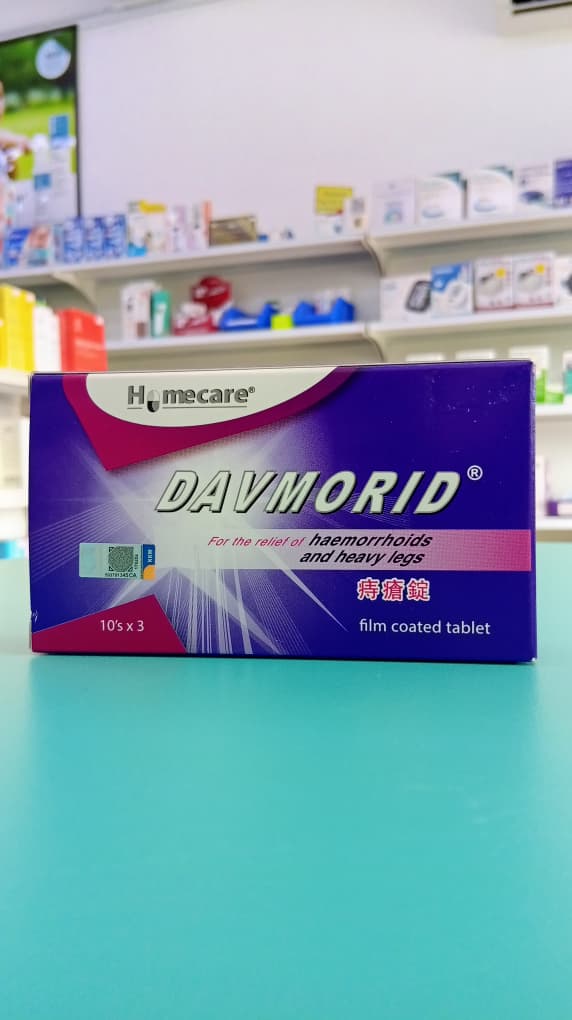 Homecare®
DAVMORID®
For the relief of haemorrhoids
and heavy legs
痔瘡錠
10's x 3
film coated tablet